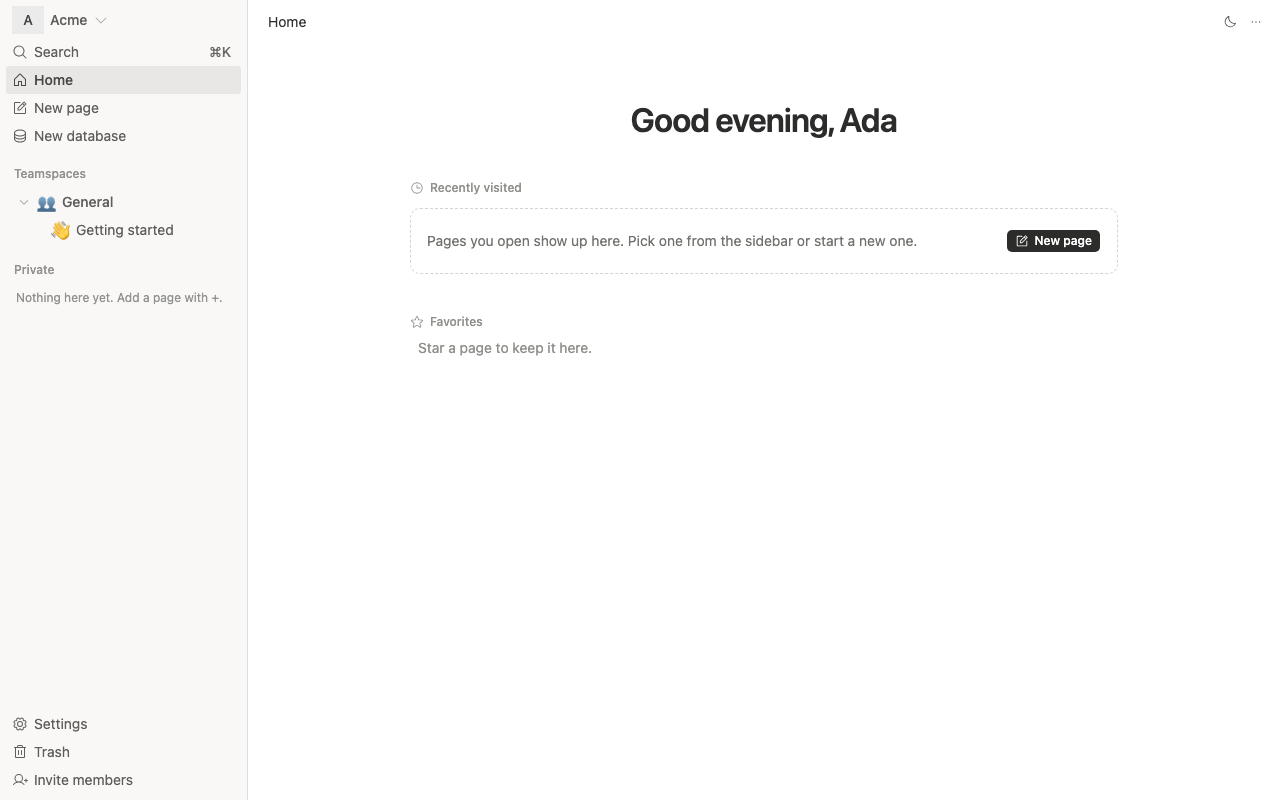 A Acme
Search ⌘K
Home
New page
New database
Teamspaces
General
Getting started
Private
Nothing here yet. Add a page with +.
Settings
Trash
Invite members
Home
Good evening, Ada
Recently visited
Pages you open show up here. Pick one from the sidebar or start a new one.
New page
Favorites
Star a page to keep it here.